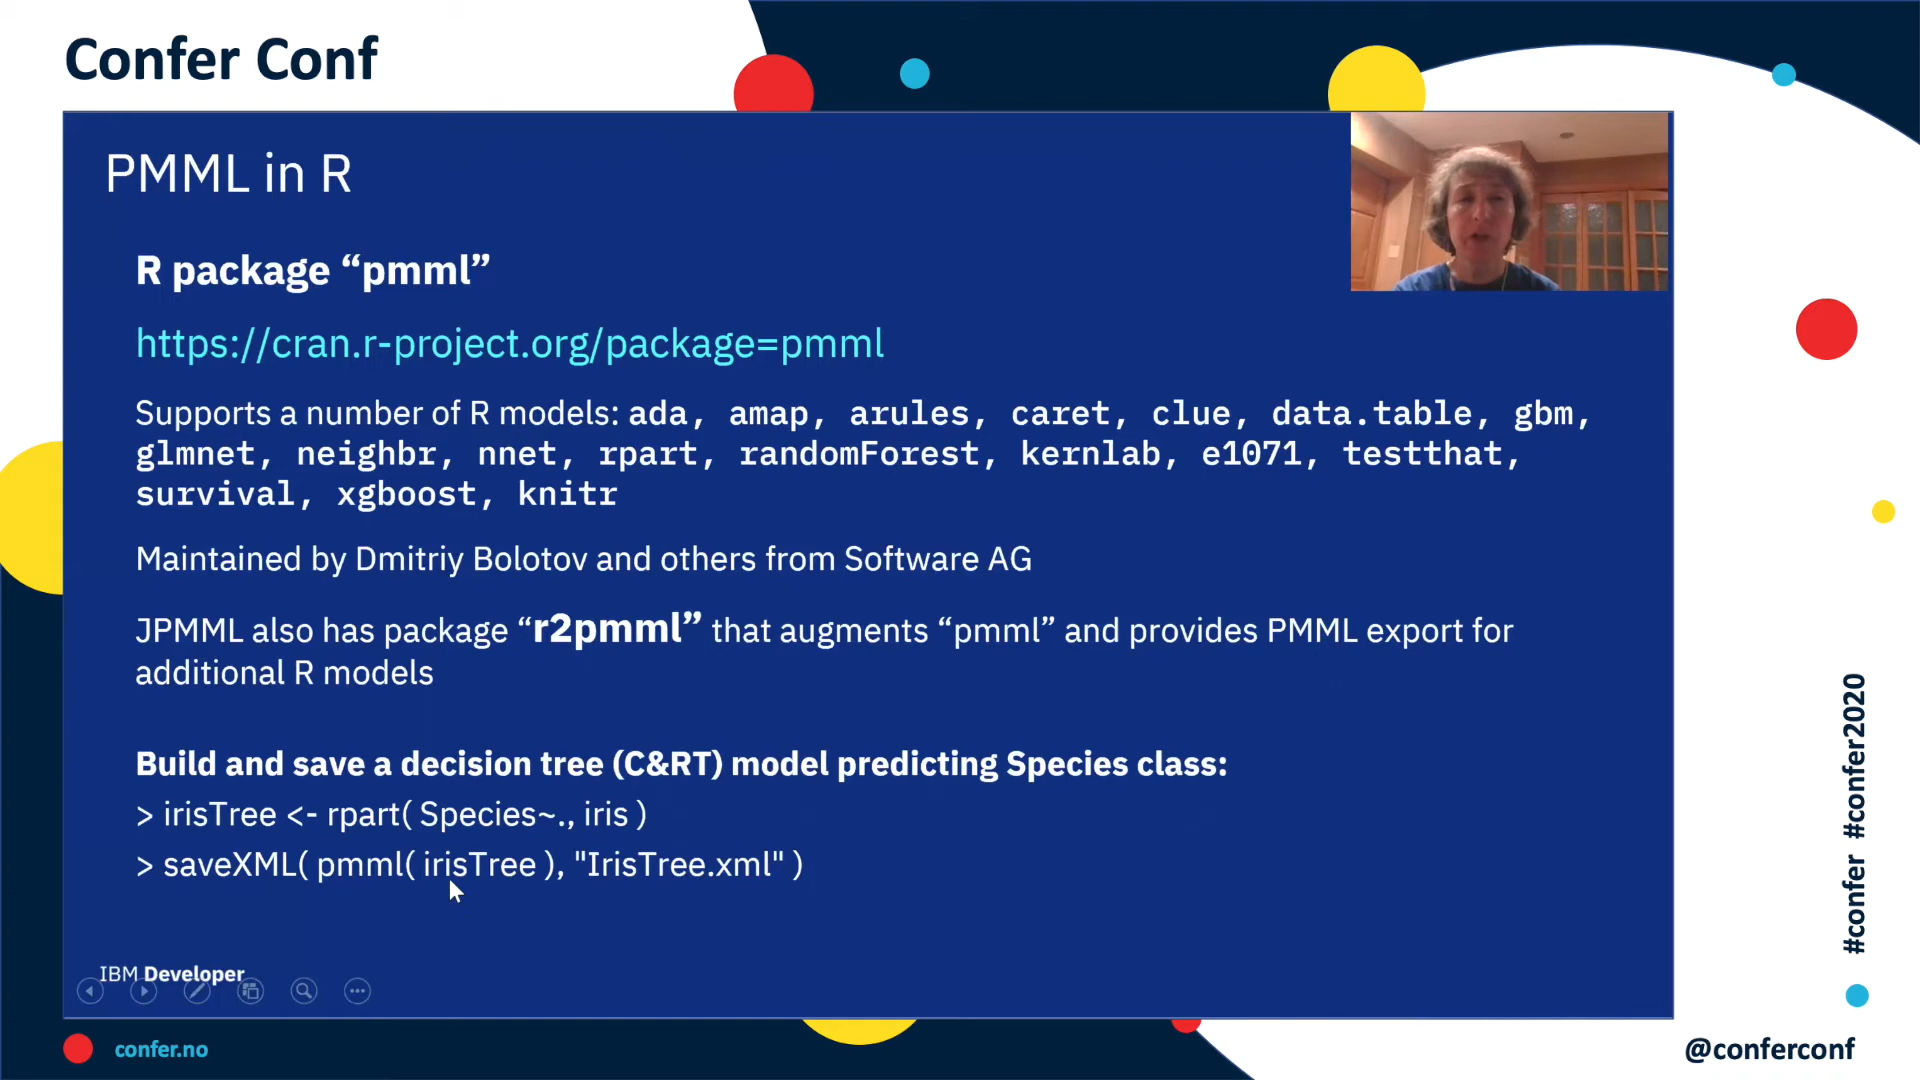 Confer Conf
PMML in R
R package “pmml”
https://cran.r-project.org/package=pmml
Supports a number of R models: ada, amap, arules, caret, clue, data.table, gbm,
glmnet, neighbr, nnet, rpart, randomForest, kernlab, e1071, testthat,
survival, xgboost, knitr
Maintained by Dmitriy Bolotov and others from Software AG
JPMML also has package “r2pmml” that augments “pmml” and provides PMML export for
additional R models
Build and save a decision tree (C&RT) model predicting Species class:
> irisTree <- rpart( Species~., iris )
> saveXML( pmml( irisTree ), "IrisTree.xml" )
IBM Developer
#confer #confer2020
confer.no
@conferconf